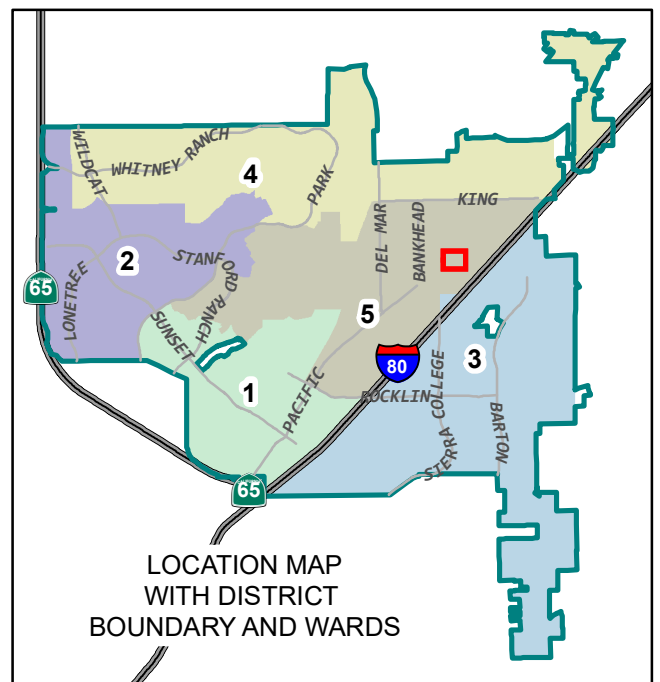 WILDCAT
WHITNEY RANCH
4
PARK
KING
DEL MAR
BANKHEAD
2
STANFORD RANCH
LONETREE
65
SUNSET
5
3
80
1
PACIFIC
ROCKLIN
SIERRA COLLEGE
BARTON
65
LOCATION MAP
WITH DISTRICT
BOUNDARY AND WARDS